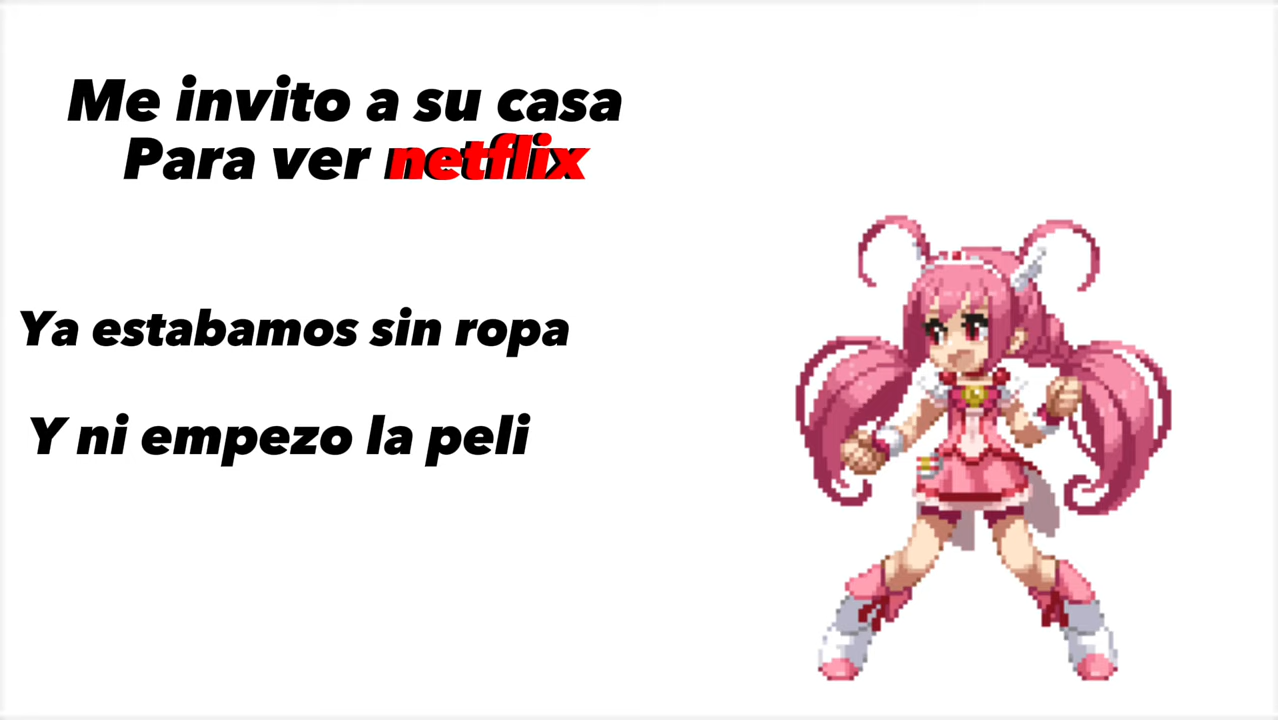 Me invito a su casa
Para ver netflix
Ya estabamos sin ropa
Y ni empezo la peli